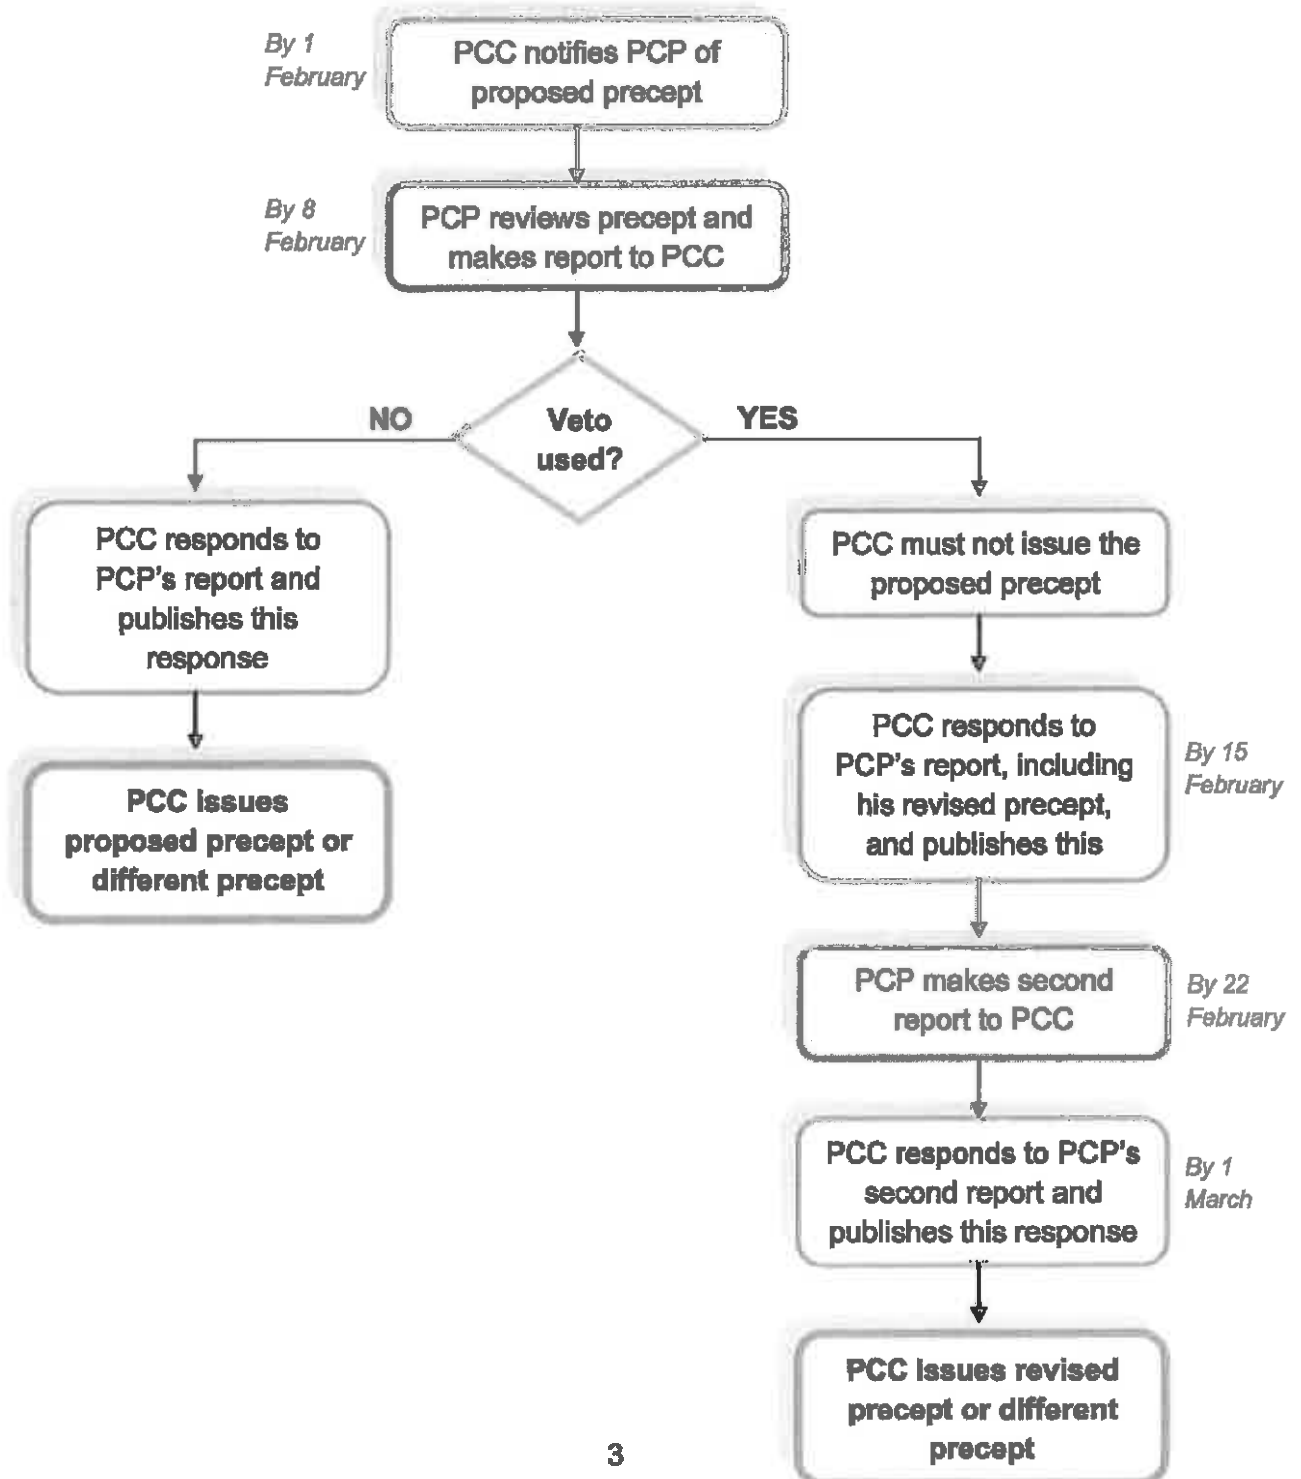 By 1
February
PCC notifies PCP of
proposed precept
By 8
February
PCP reviews precept and
makes report to PCC
Veto
used?
NO
YES
PCC responds to
PCP's report and
publishes this
response
PCC issues
proposed precept or
different precept
PCC must not issue the
proposed precept
PCC responds to
PCP's report, including
his revised precept,
and publishes this
By 15
February
PCP makes second
report to PCC
By 22
February
PCC responds to PCP's
second report and
publishes this response
By 1
March
PCC issues revised
precept or different
precept
3